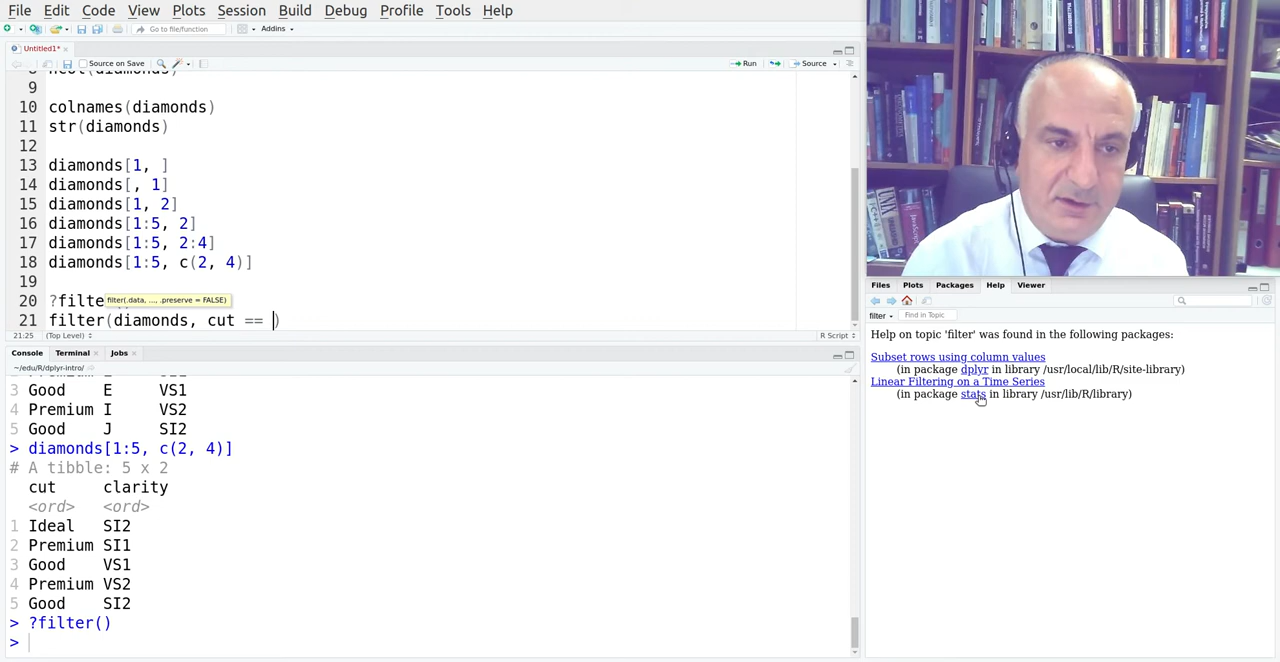 File Edit Code View Plots Session Build Debug Profile Tools Help
Go to file/function Addins
Untitled1*
Source on Save Run Source
8 ncol(diamonds)
9
10 colnames(diamonds)
11 str(diamonds)
12
13 diamonds[1, ]
14 diamonds[, 1]
15 diamonds[1, 2]
16 diamonds[1:5, 2]
17 diamonds[1:5, 2:4]
18 diamonds[1:5, c(2, 4)]
19
20 ?filte
filter(.data, ..., .preserve = FALSE)
21 filter(diamonds, cut == )
21:25 (Top Level) R Script
Console Terminal Jobs
~/edu/R/dplyr-intro/
3 Good E VS1
4 Premium I VS2
5 Good J SI2
> diamonds[1:5, c(2, 4)]
# A tibble: 5 x 2
cut clarity
<ord> <ord>
1 Ideal SI2
2 Premium SI1
3 Good VS1
4 Premium VS2
5 Good SI2
> ?filter()
>
UNIX
JavaScript
Files Plots Packages Help Viewer
filter Find in Topic
Help on topic 'filter' was found in the following packages:
Subset rows using column values
(in package dplyr in library /usr/local/lib/R/site-library)
Linear Filtering on a Time Series
(in package stats in library /usr/lib/R/library)